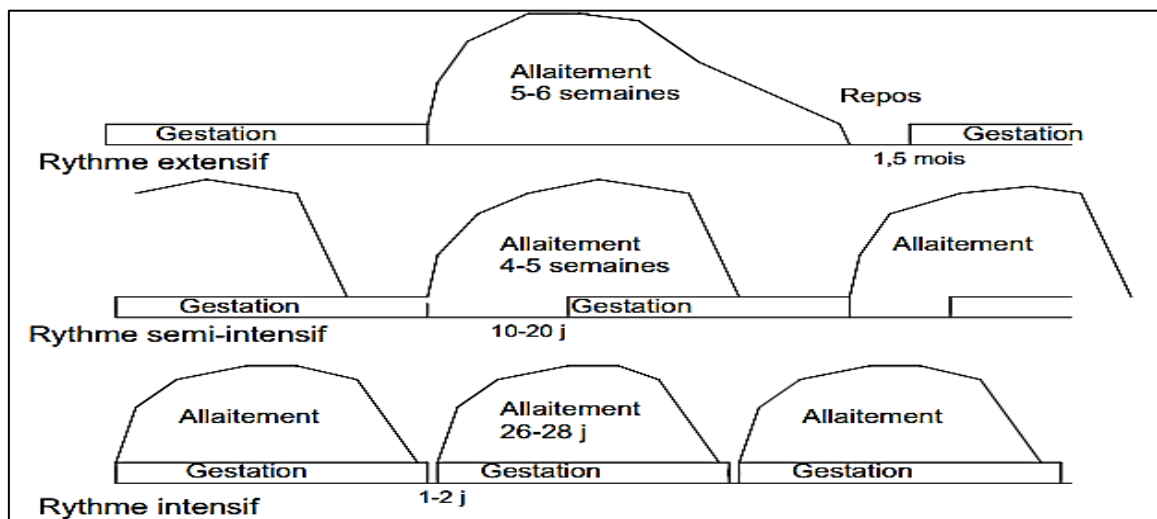 Allaitement
5-6 semaines
Repos
Gestation
Gestation
Rythme extensif
1,5 mois
Allaitement
4-5 semaines
Allaitement
Gestation
Gestation
Rythme semi-intensif
10-20 j
Allaitement
Allaitement
26-28 j
Allaitement
Gestation
Gestation
Gestation
Rythme intensif
1-2 j